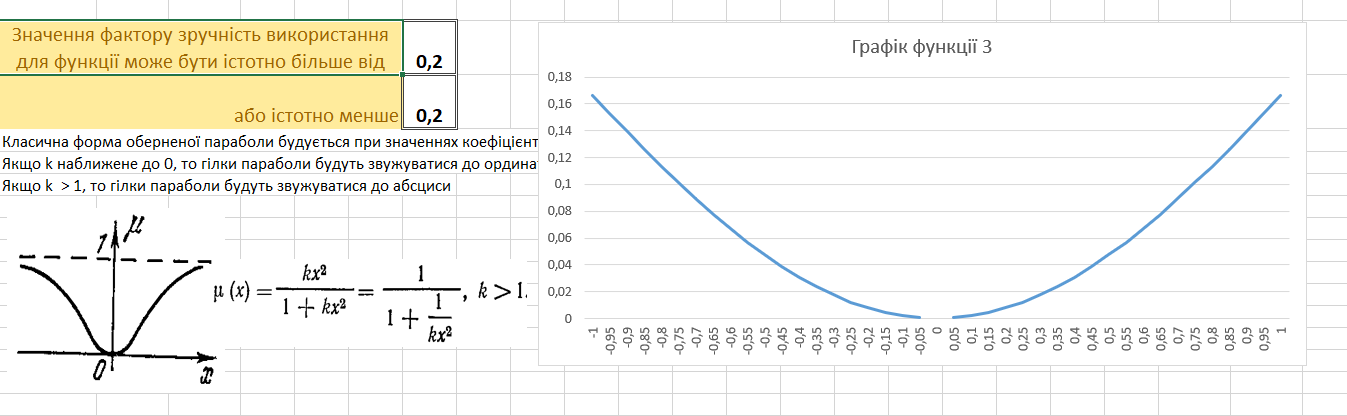 Значення фактору зручність використання
для функції може бути істотно більше від
0,2
або істотно менше
0,2
Класична форма оберненої параболи будується при значеннях коефіцієнт
Якщо k наближене до 0, то гілки параболи будуть звужуватися до ордина
Якщо k > 1, то гілки параболи будуть звужуватися до абсциси
1 μ
0 x
μ (x) = kx² / (1 + kx²) = 1 / (1 + 1/kx²), k > 1.
Графік функції 3
0,18
0,16
0,14
0,12
0,1
0,08
0,06
0,04
0,02
0
-1 -0,95 -0,9 -0,85 -0,8 -0,75 -0,7 -0,65 -0,6 -0,55 -0,5 -0,45 -0,4 -0,35 -0,3 -0,25 -0,2 -0,15 -0,1 -0,05 0 0,05 0,1 0,15 0,2 0,25 0,3 0,35 0,4 0,45 0,5 0,55 0,6 0,65 0,7 0,75 0,8 0,85 0,9 0,95 1